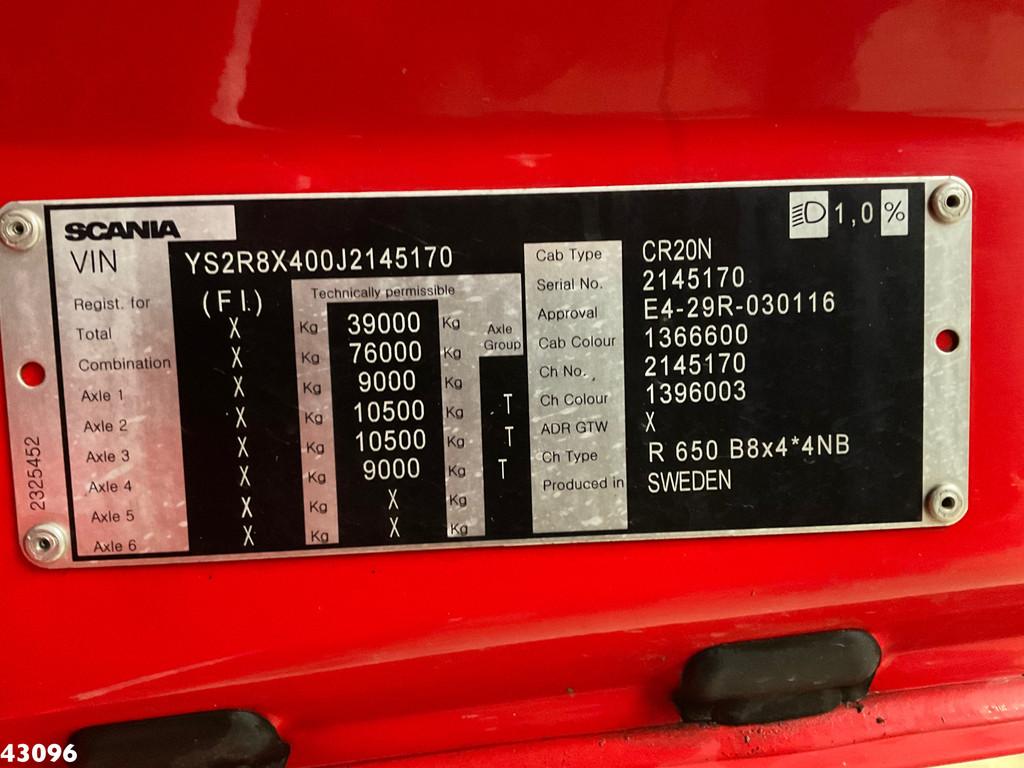 SCANIA
VIN YS2R8X400J2145170
Regist. for (FI.) Technically permissible
Total X Kg 39000 Kg Axle Group
Combination X Kg 76000 Kg
Axle 1 X Kg 9000 Kg
Axle 2 X Kg 10500 Kg T
Axle 3 X Kg 10500 Kg T
Axle 4 X Kg 9000 Kg T
Axle 5 X Kg X Kg
Axle 6 X Kg X Kg
1,0 %
Cab Type CR20N
Serial No. 2145170
Approval E4-29R-030116
Cab Colour 1366600
Ch No. 2145170
Ch Colour 1396003
ADR GTW X
Ch Type R 650 B8x4*4NB
Produced in SWEDEN
2325452
43096